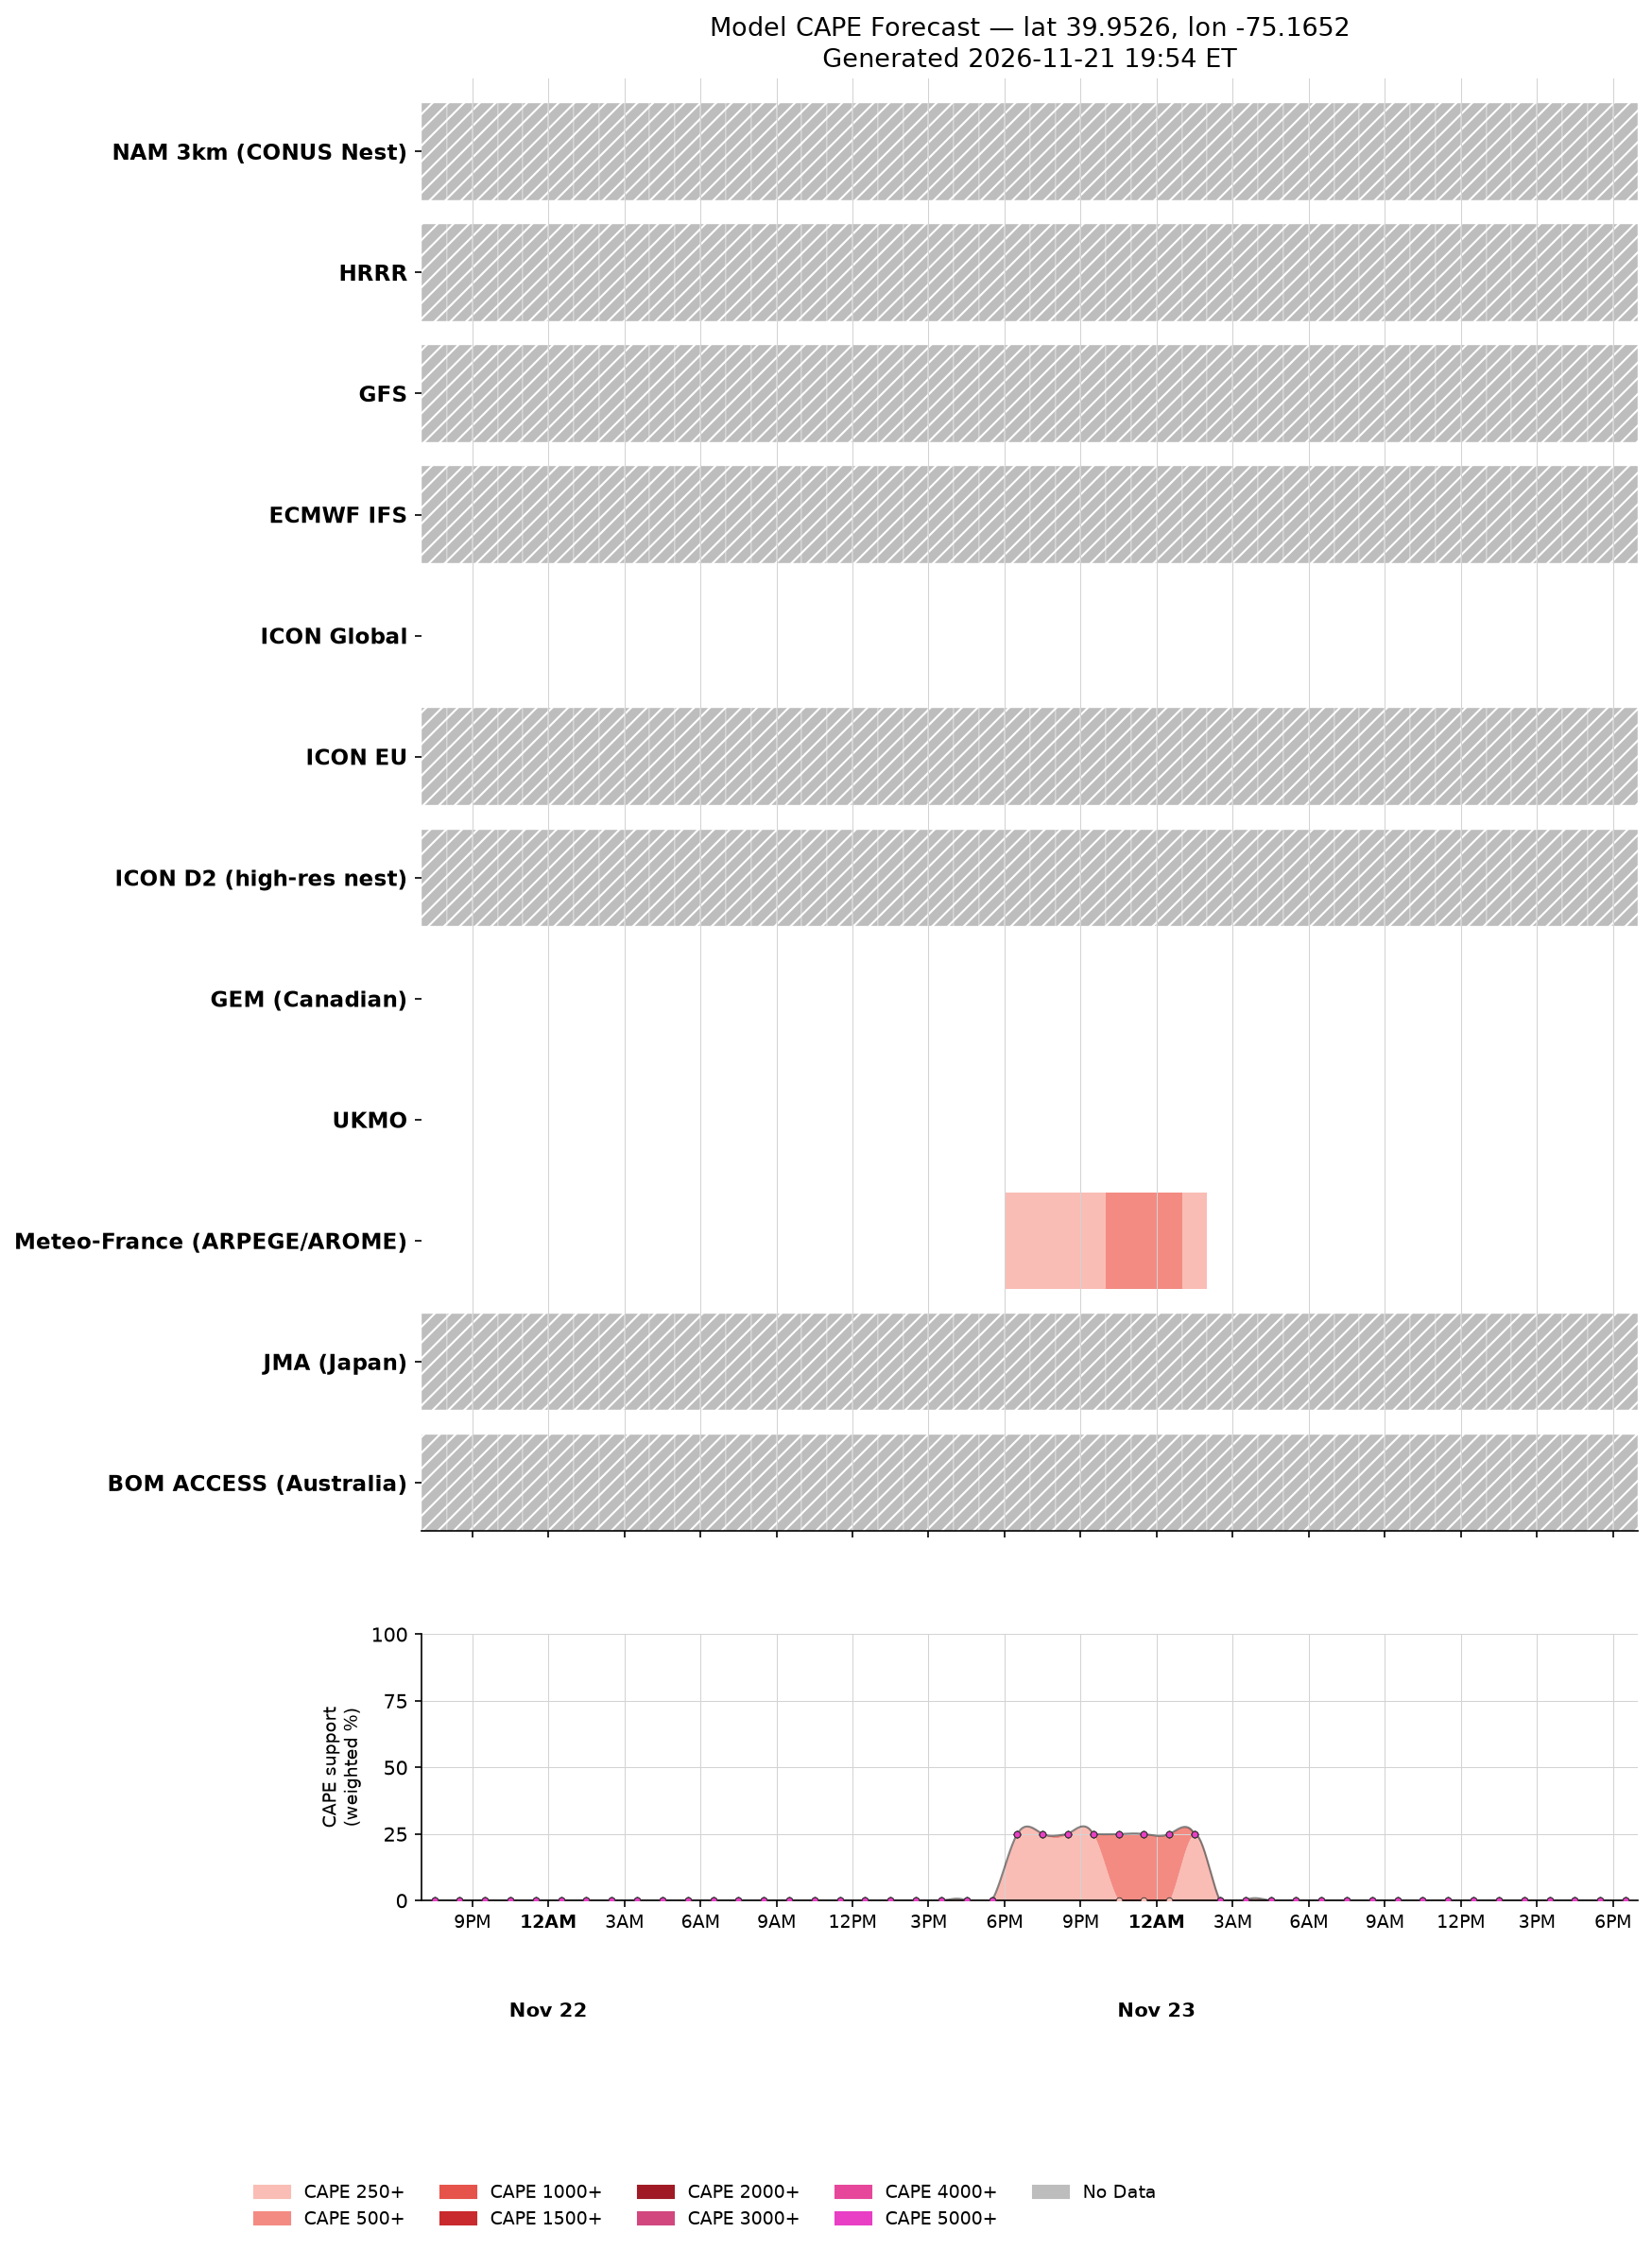 Model CAPE Forecast — lat 39.9526, lon -75.1652
Generated 2026-11-21 19:54 ET
NAM 3km (CONUS Nest)
HRRR
GFS
ECMWF IFS
ICON Global
ICON EU
ICON D2 (high-res nest)
GEM (Canadian)
UKMO
Meteo-France (ARPEGE/AROME)
JMA (Japan)
BOM ACCESS (Australia)
CAPE support
(weighted %)
100
75
50
25
0
9PM 12AM 3AM 6AM 9AM 12PM 3PM 6PM 9PM 12AM 3AM 6AM 9AM 12PM 3PM 6PM
Nov 22 Nov 23
CAPE 250+ CAPE 1000+ CAPE 2000+ CAPE 4000+ No Data
CAPE 500+ CAPE 1500+ CAPE 3000+ CAPE 5000+